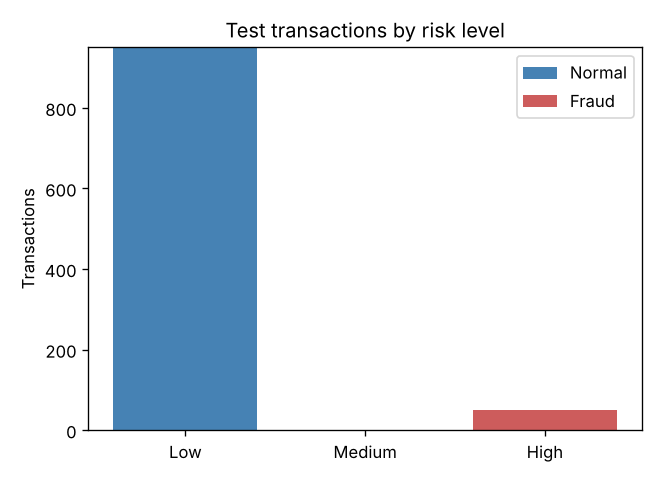 Test transactions by risk level
Normal
Fraud
Transactions
800
600
400
200
0
Low
Medium
High